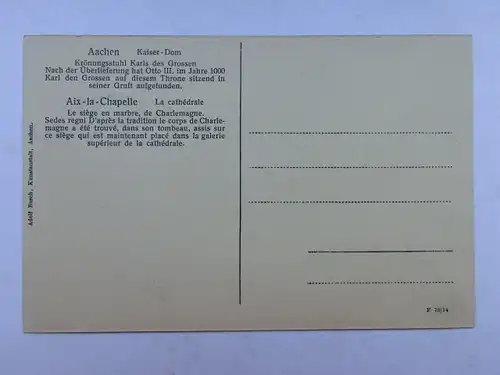 Aachen Kaiser-Dom
Krönungsstuhl Karls des Grossen
Nach der Überlieferung hat Otto III. im Jahre 1000
Karl den Grossen auf diesem Throne sitzend in
seiner Gruft aufgefunden.
Aix-la-Chapelle La cathédrale
Le siège en marbre, de Charlemagne.
Sedes regni D'après la tradition le corps de Charle-
magne a été trouvé, dans son tombeau, assis sur
ce siège qui est maintenant placé dans la galerie
supérieur de la cathédrale.
Adolf Busch, Kunstanstalt, Aachen.
F